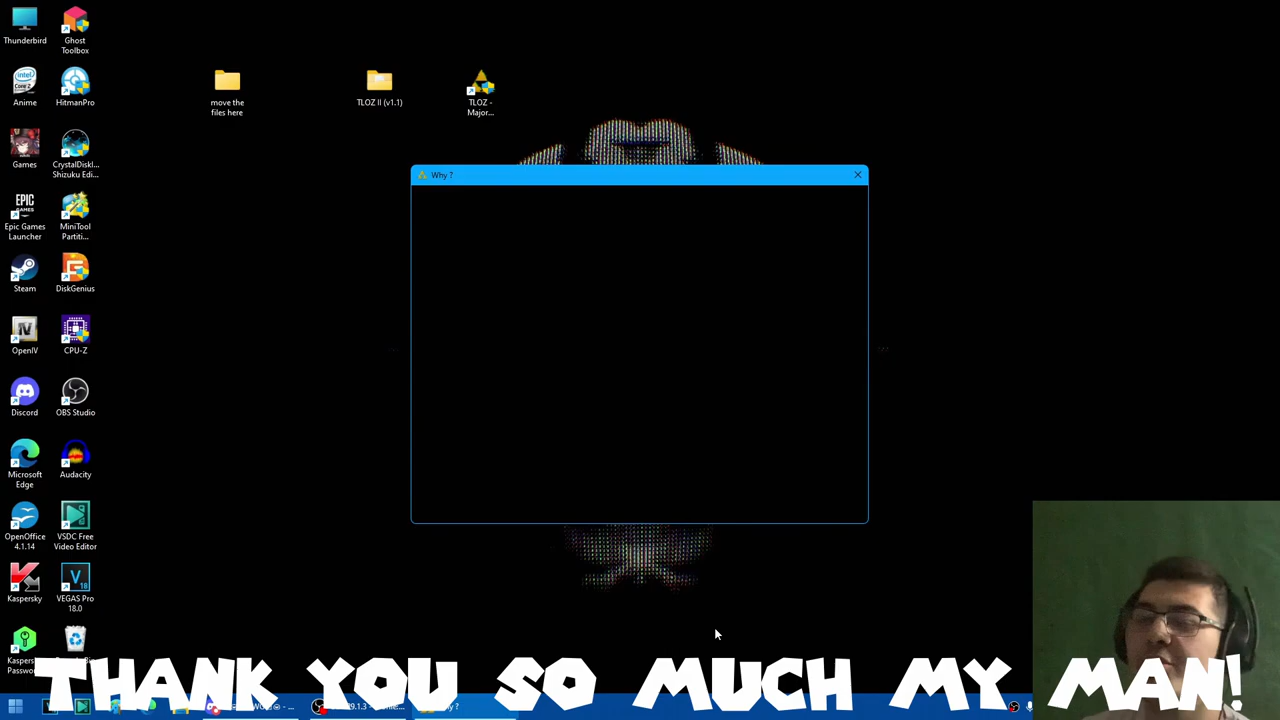 Thunderbird
Ghost
Toolbox
Anime
HitmanPro
Games
CrystalDiskI...
Shizuku Edi...
EPIC
GAMES
Epic Games
Launcher
MiniTool
Partiti...
Steam
DiskGenius
OpenIV
CPU-Z
Discord
OBS Studio
Microsoft
Edge
Audacity
OpenOffice
4.1.14
VSDC Free
Video Editor
Kaspersky
VEGAS Pro
18.0
move the
files here
TLOZ II (v1.1)
TLOZ -
Major...
Why ?
THANK YOU SO MUCH MY MAN!